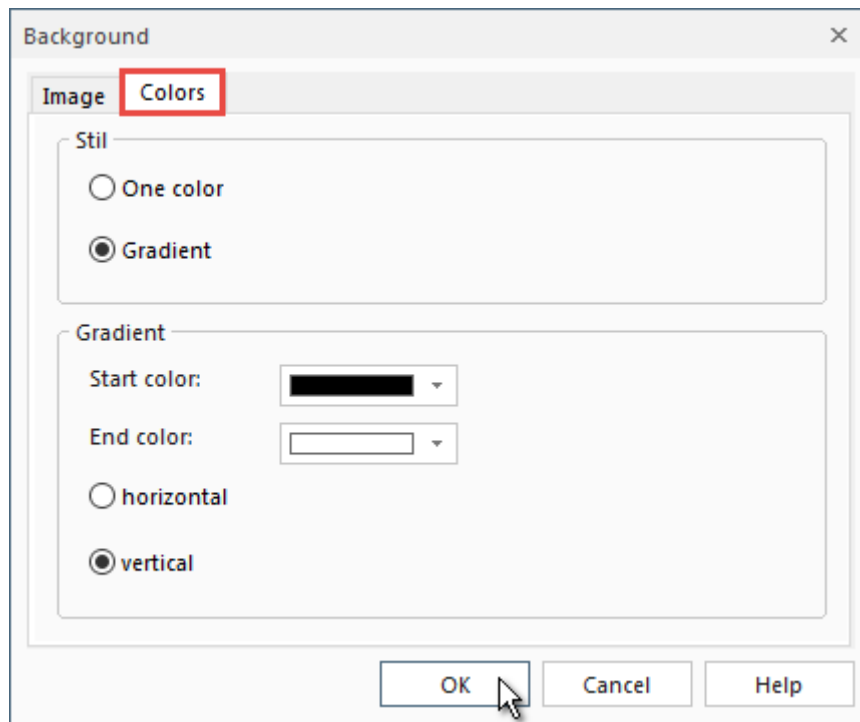 Background
Image Colors
Stil
One color
Gradient
Gradient
Start color:
End color:
horizontal
vertical
OK Cancel Help